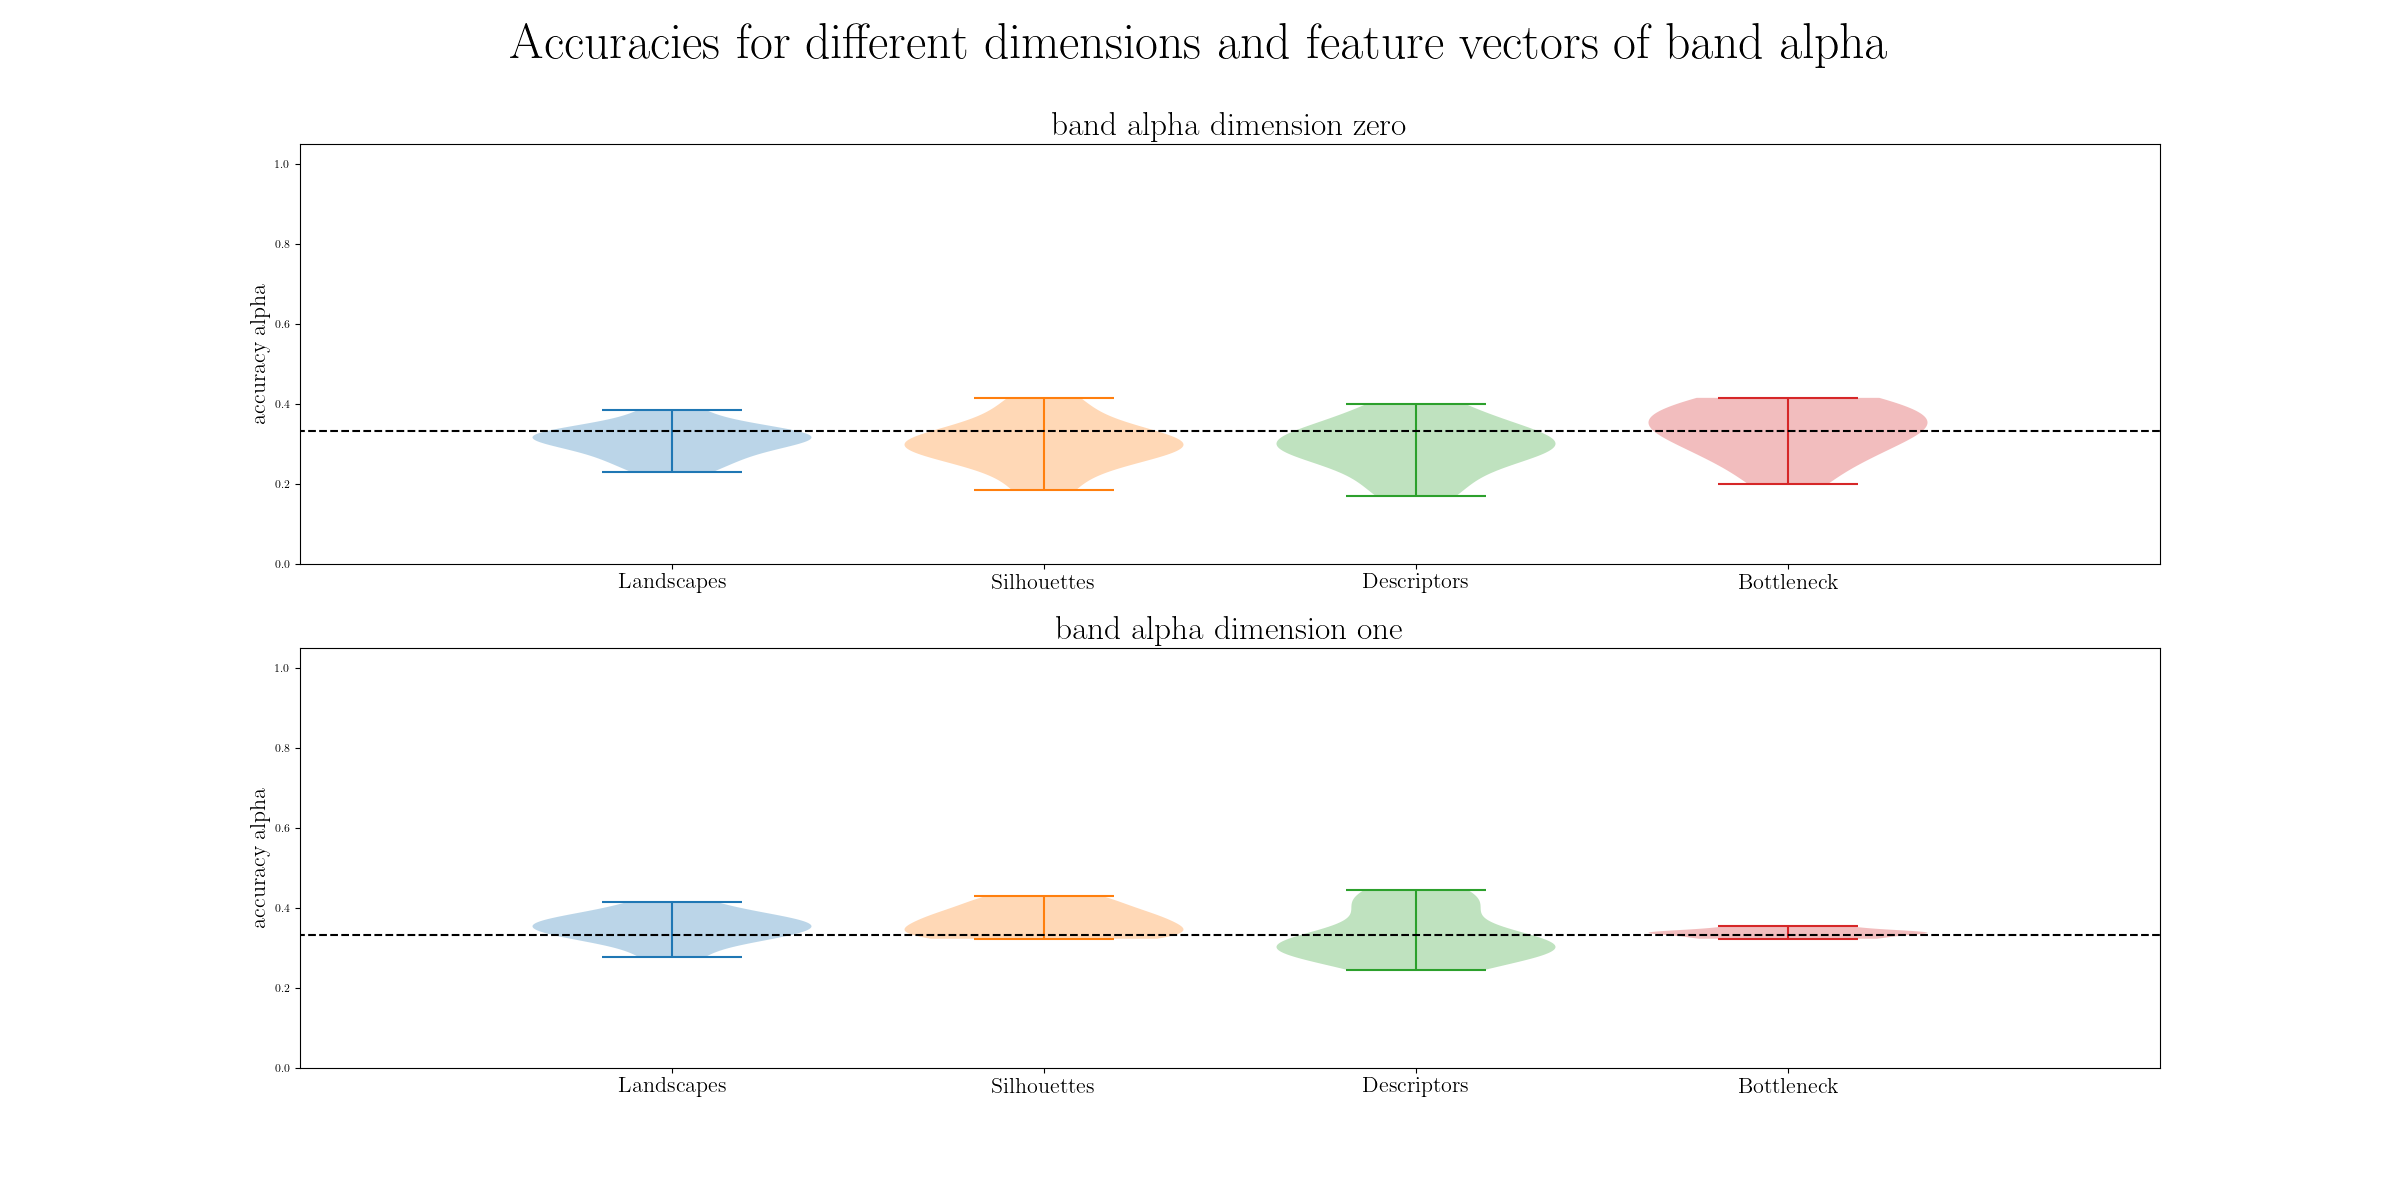 Accuracies for different dimensions and feature vectors of band alpha
band alpha dimension zero
1.0
0.8
0.6
0.4
0.2
0.0
accuracy alpha
Landscapes Silhouettes Descriptors Bottleneck
band alpha dimension one
1.0
0.8
0.6
0.4
0.2
0.0
accuracy alpha
Landscapes Silhouettes Descriptors Bottleneck